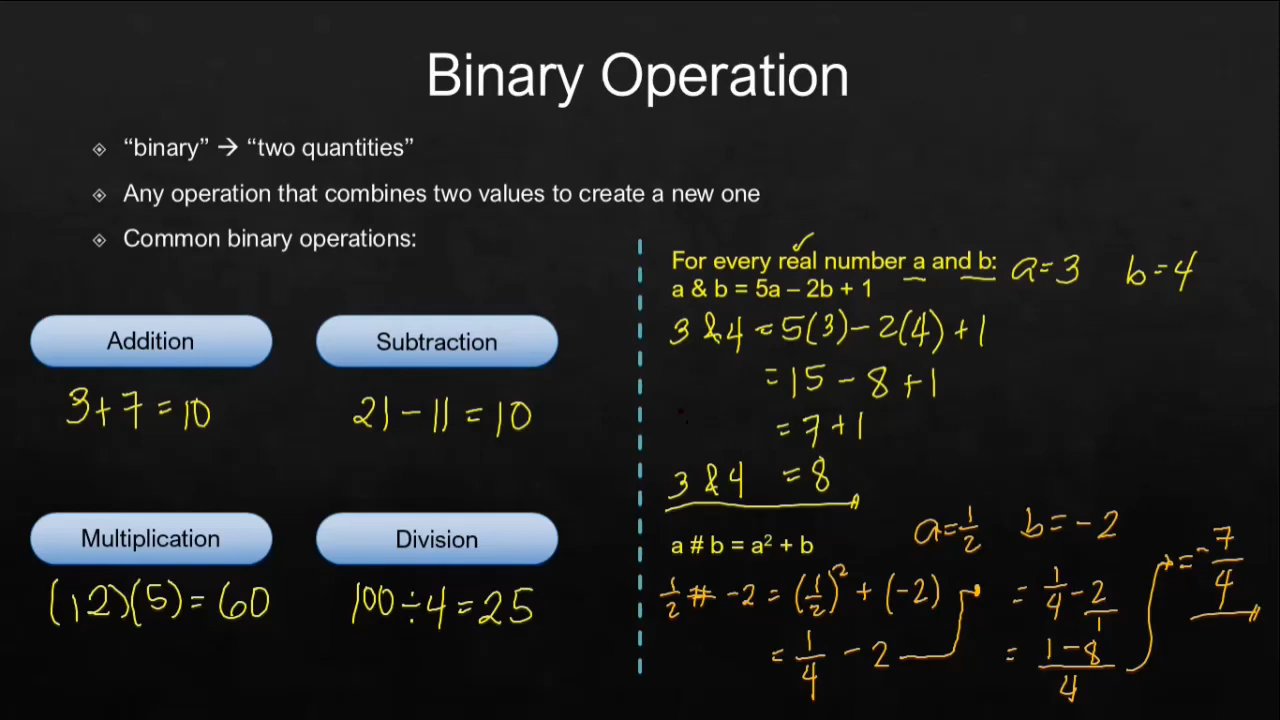 Binary Operation
“binary” → “two quantities”
Any operation that combines two values to create a new one
Common binary operations:
Addition
Subtraction
3+7=10
21-11=10
Multiplication
Division
(12)(5)=60
100÷4=25
For every real number a and b:
a=3 b=4
a & b = 5a – 2b + 1
3 & 4 = 5(3)-2(4)+1
=15-8+1
=7+1
3 & 4 =8
a=1/2 b=-2
a # b = a² + b
1/2 # -2 = (1/2)² + (-2)
= 1/4 - 2
= 1/4 - 2/1
= 1-8/4
= -7/4